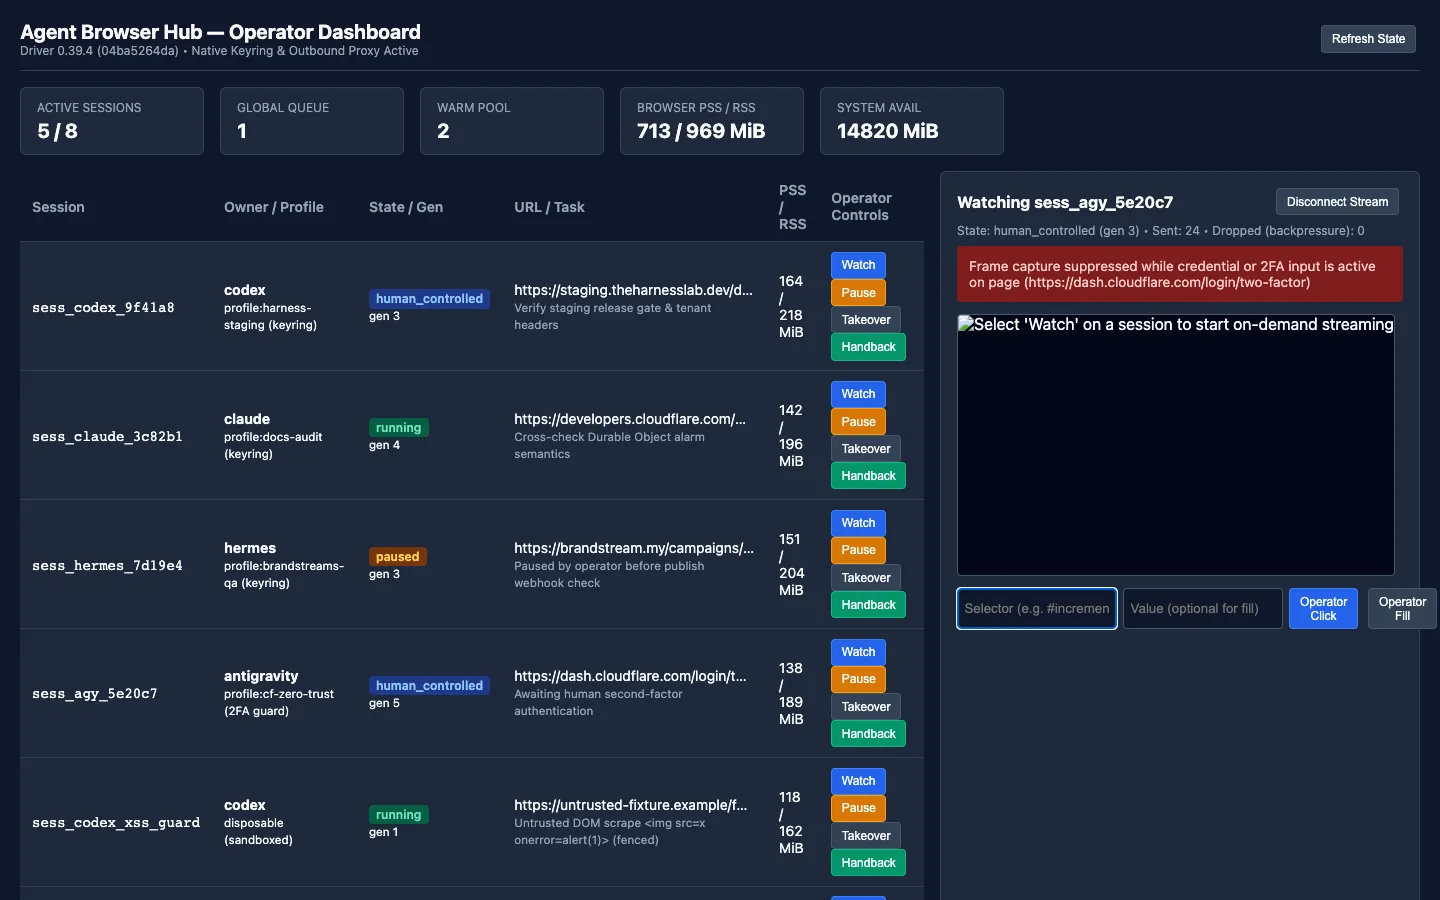 Agent Browser Hub — Operator Dashboard
Driver 0.39.4 (04ba5264da) • Native Keyring & Outbound Proxy Active
Refresh State
ACTIVE SESSIONS
5 / 8
GLOBAL QUEUE
1
WARM POOL
2
BROWSER PSS / RSS
713 / 969 MiB
SYSTEM AVAIL
14820 MiB
Session
Owner / Profile
State / Gen
URL / Task
PSS
/
RSS
Operator
Controls
sess_codex_9f41a8
codex
profile:harness-
staging (keyring)
human_controlled
gen 3
https://staging.theharnesslab.dev/d...
Verify staging release gate & tenant
headers
164
/
218
MiB
Watch
Pause
Takeover
Handback
sess_claude_3c82b1
claude
profile:docs-audit
(keyring)
running
gen 4
https://developers.cloudflare.com/...
Cross-check Durable Object alarm
semantics
142
/
196
MiB
Watch
Pause
Takeover
Handback
sess_hermes_7d19e4
hermes
profile:brandstreams-
qa (keyring)
paused
gen 3
https://brandstream.my/campaigns/...
Paused by operator before publish
webhook check
151
/
204
MiB
Watch
Pause
Takeover
Handback
sess_agy_5e20c7
antigravity
profile:cf-zero-trust
(2FA guard)
human_controlled
gen 5
https://dash.cloudflare.com/login/t...
Awaiting human second-factor
authentication
138
/
189
MiB
Watch
Pause
Takeover
Handback
sess_codex_xss_guard
codex
disposable
(sandboxed)
running
gen 1
https://untrusted-fixture.example/f...
Untrusted DOM scrape <img src=x
onerror=alert(1)> (fenced)
118
/
162
MiB
Watch
Pause
Takeover
Handback
Watching sess_agy_5e20c7
Disconnect Stream
State: human_controlled (gen 3) • Sent: 24 • Dropped (backpressure): 0
Frame capture suppressed while credential or 2FA input is active
on page (https://dash.cloudflare.com/login/two-factor)
Select 'Watch' on a session to start on-demand streaming
Selector (e.g. #incremen
Value (optional for fill)
Operator
Click
Operator
Fill